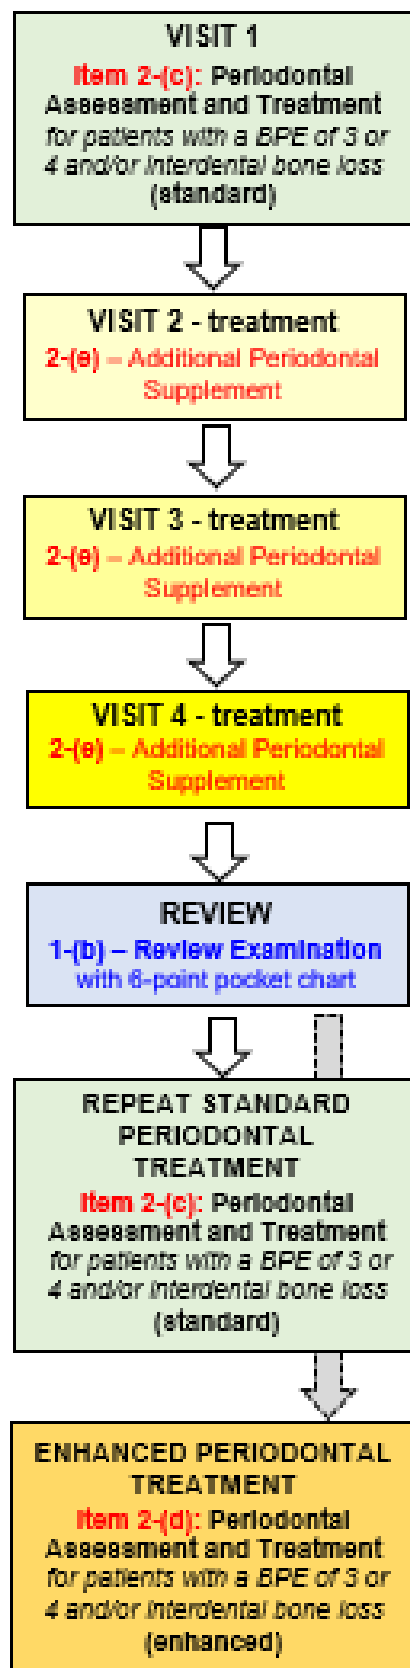 VISIT 1
Item 2-(c): Periodontal
Assessment and Treatment
for patients with a BPE of 3 or
4 and/or interdental bone loss
(standard)
VISIT 2 - treatment
2-(e) – Additional Periodontal
Supplement
VISIT 3 - treatment
2-(e) – Additional Periodontal
Supplement
VISIT 4 - treatment
2-(e) – Additional Periodontal
Supplement
REVIEW
1-(b) – Review Examination
with 6-point pocket chart
REPEAT STANDARD
PERIODONTAL
TREATMENT
Item 2-(c): Periodontal
Assessment and Treatment
for patients with a BPE of 3 or
4 and/or interdental bone loss
(standard)
ENHANCED PERIODONTAL
TREATMENT
Item 2-(d): Periodontal
Assessment and Treatment
for patients with a BPE of 3 or
4 and/or interdental bone loss
(enhanced)